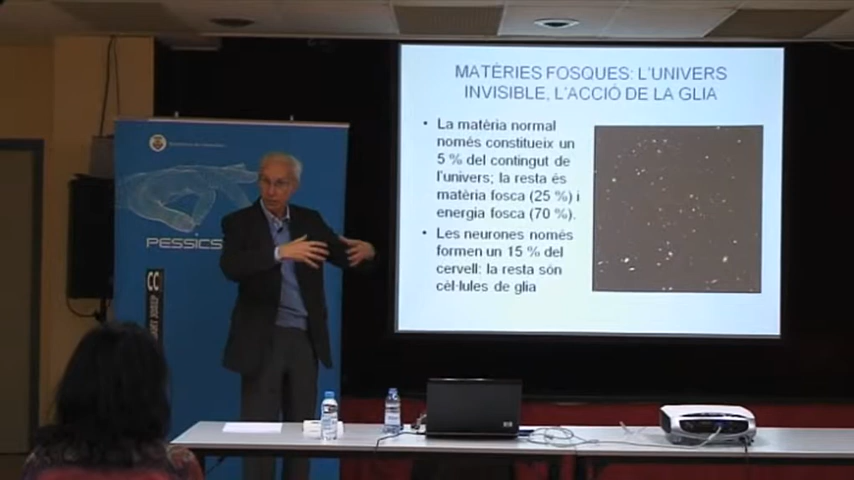 MATÈRIES FOSQUES: L'UNIVERS
INVISIBLE, L'ACCIÓ DE LA GLIA
• La matèria normal
només constitueix un
5 % del contingut de
l'univers; la resta és
matèria fosca (25 %) i
energia fosca (70 %).
• Les neurones només
formen un 15 % del
cervell: la resta són
cèl·lules de glia
PESSICS